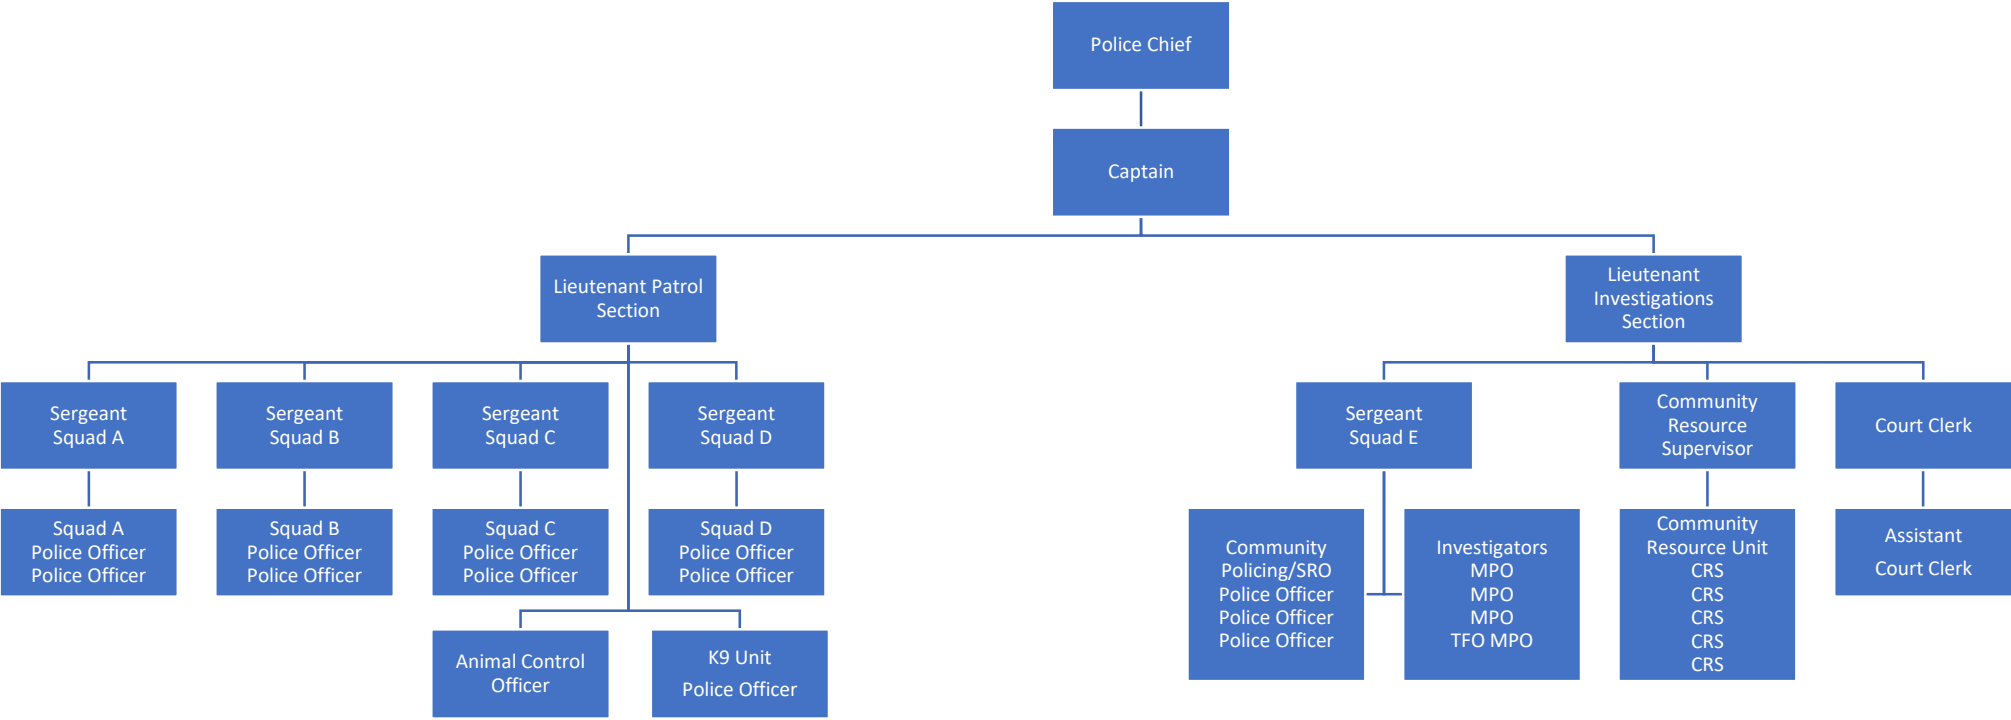 Police Chief
Captain
Lieutenant Patrol
Section
Lieutenant
Investigations
Section
Sergeant
Squad A
Sergeant
Squad B
Sergeant
Squad C
Sergeant
Squad D
Sergeant
Squad E
Community
Resource
Supervisor
Court Clerk
Squad A
Police Officer
Police Officer
Squad B
Police Officer
Police Officer
Squad C
Police Officer
Police Officer
Squad D
Police Officer
Police Officer
Community
Policing/SRO
Police Officer
Police Officer
Police Officer
Investigators
MPO
MPO
MPO
TFO MPO
Community
Resource Unit
CRS
CRS
CRS
CRS
CRS
Assistant
Court Clerk
Animal Control
Officer
K9 Unit
Police Officer